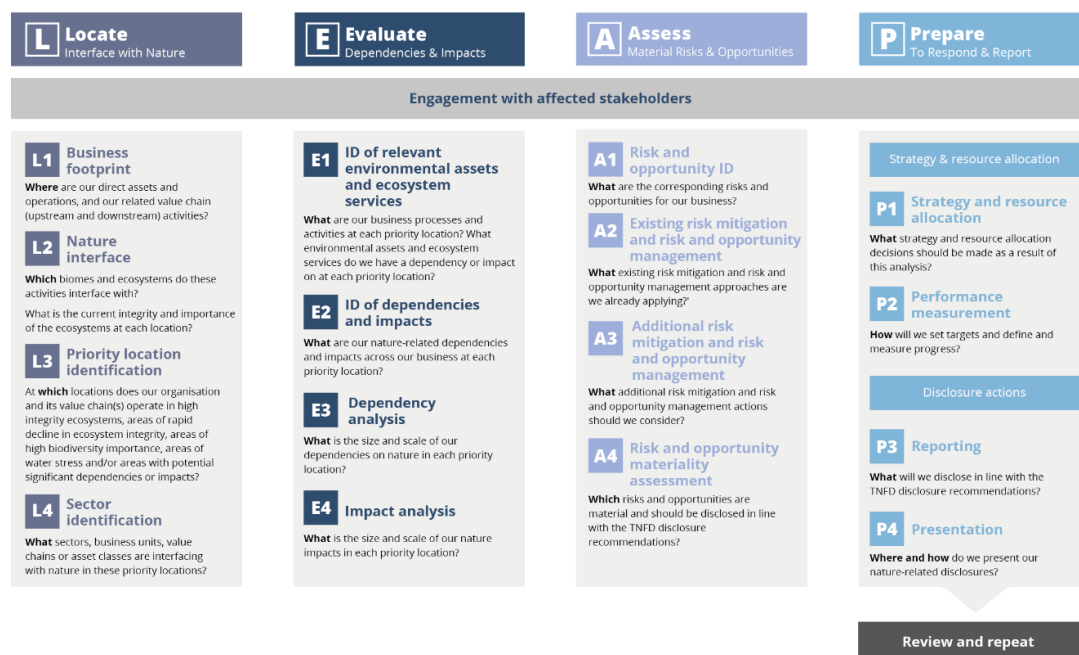 L Locate
Interface with Nature
E Evaluate
Dependencies & Impacts
A Assess
Material Risks & Opportunities
P Prepare
To Respond & Report
Engagement with affected stakeholders
L1 Business
footprint
Where are our direct assets and
operations, and our related value chain
(upstream and downstream) activities?
L2 Nature
interface
Which biomes and ecosystems do these
activities interface with?
What is the current integrity and importance
of the ecosystems at each location?
L3 Priority location
identification
At which locations does our organisation
and its value chain(s) operate in high
integrity ecosystems, areas of rapid
decline in ecosystem integrity, areas of
high biodiversity importance, areas of
water stress and/or areas with potential
significant dependencies or impacts?
L4 Sector
identification
What sectors, business units, value
chains or asset classes are interfacing
with nature in these priority locations?
E1 ID of relevant
environmental assets
and ecosystem
services
What are our business processes and
activities at each priority location? What
environmental assets and ecosystem
services do we have a dependency or impact
on at each priority location?
E2 ID of dependencies
and impacts
What are our nature-related dependencies
and impacts across our business at each
priority location?
E3 Dependency
analysis
What is the size and scale of our
dependencies on nature in each priority
location?
E4 Impact analysis
What is the size and scale of our nature
impacts in each priority location?
A1 Risk and
opportunity ID
What are the corresponding risks and
opportunities for our business?
A2 Existing risk mitigation
and risk and opportunity
management
What existing risk mitigation and risk and
opportunity management approaches are
we already applying?'
A3 Additional risk
mitigation and risk
and opportunity
management
What additional risk mitigation and risk
and opportunity management actions
should we consider?
A4 Risk and opportunity
materiality
assessment
Which risks and opportunities are
material and should be disclosed in line
with the TNFD disclosure
recommendations?
Strategy & resource allocation
P1 Strategy and resource
allocation
What strategy and resource allocation
decisions should be made as a result of
this analysis?
P2 Performance
measurement
How will we set targets and define and
measure progress?
Disclosure actions
P3 Reporting
What will we disclose in line with the
TNFD disclosure recommendations?
P4 Presentation
Where and how do we present our
nature-related disclosures?
Review and repeat